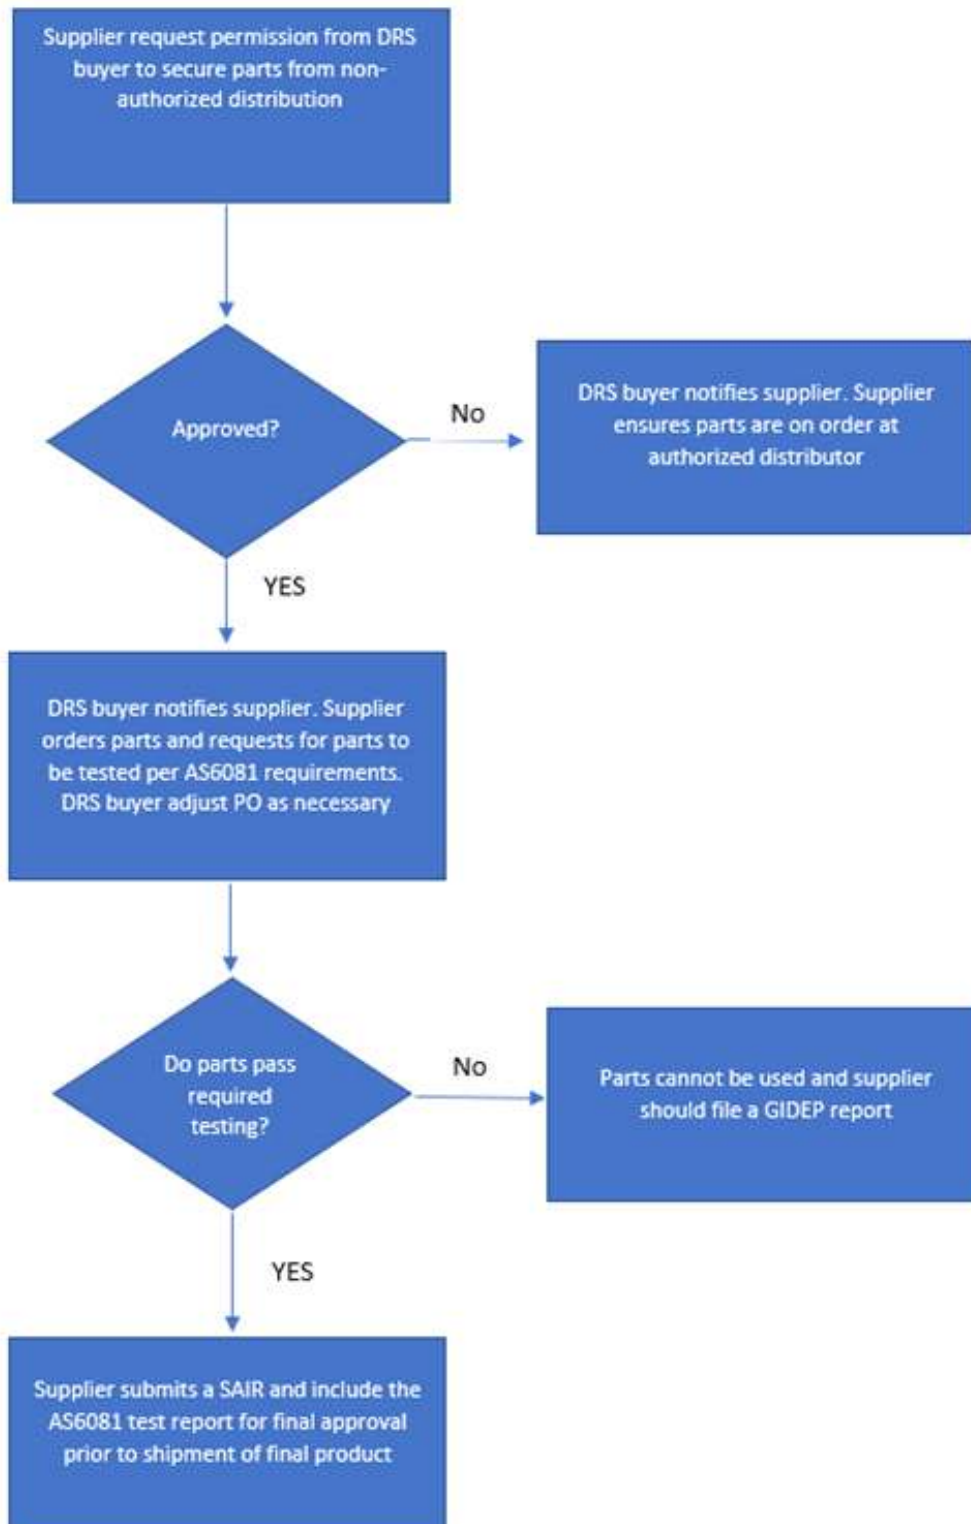 Supplier request permission from DRS
buyer to secure parts from non-
authorized distribution
Approved?
No
DRS buyer notifies supplier. Supplier
ensures parts are on order at
authorized distributor
YES
DRS buyer notifies supplier. Supplier
orders parts and requests for parts to
be tested per AS6081 requirements.
DRS buyer adjust PO as necessary
Do parts pass
required
testing?
No
Parts cannot be used and supplier
should file a GIDEP report
YES
Supplier submits a SAIR and include the
AS6081 test report for final approval
prior to shipment of final product